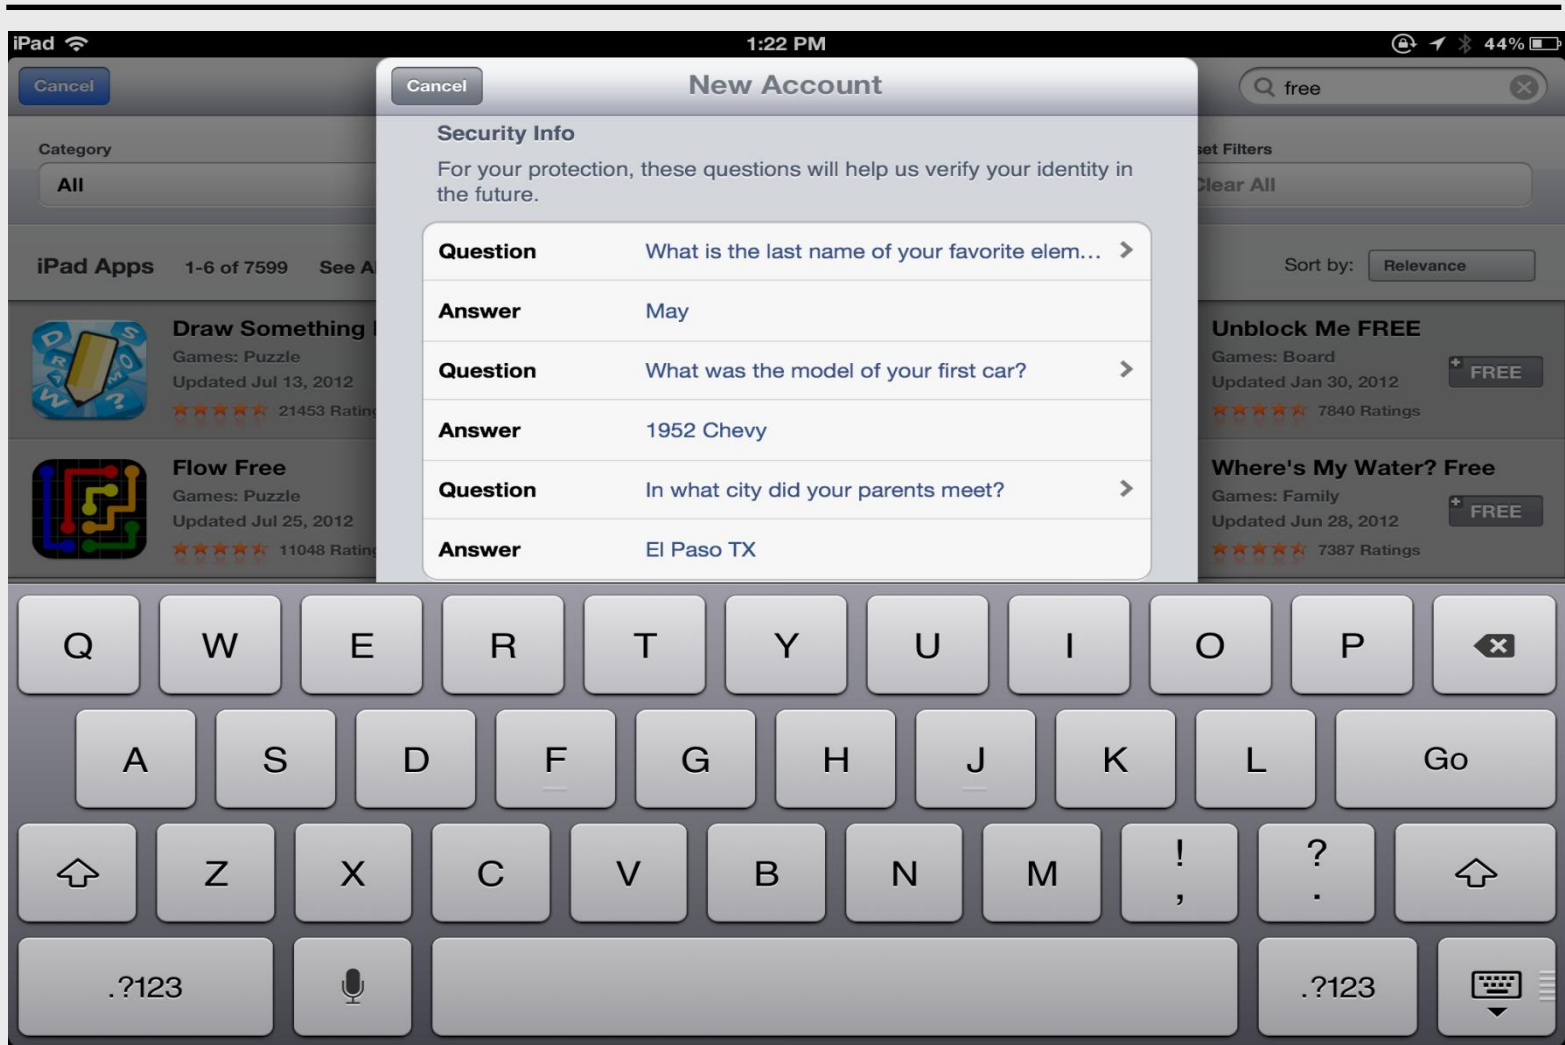 iPad 1:22 PM 44%
Cancel Cancel New Account free
Security Info
For your protection, these questions will help us verify your identity in
the future.
Category
All
set Filters
Clear All
Question What is the last name of your favorite elem…
Answer May
Question What was the model of your first car?
Answer 1952 Chevy
Question In what city did your parents meet?
Answer El Paso TX
iPad Apps 1-6 of 7599 See Al
Sort by: Relevance
Draw Something
Games: Puzzle
Updated Jul 13, 2012
21453 Rating
Unblock Me FREE
Games: Board
Updated Jan 30, 2012
7840 Ratings
+ FREE
Flow Free
Games: Puzzle
Updated Jul 25, 2012
11048 Rating
Where's My Water? Free
Games: Family
Updated Jun 28, 2012
7387 Ratings
+ FREE
Q W E R T Y U I O P
A S D F G H J K L Go
Z X C V B N M ! , ? .
.?123 .?123